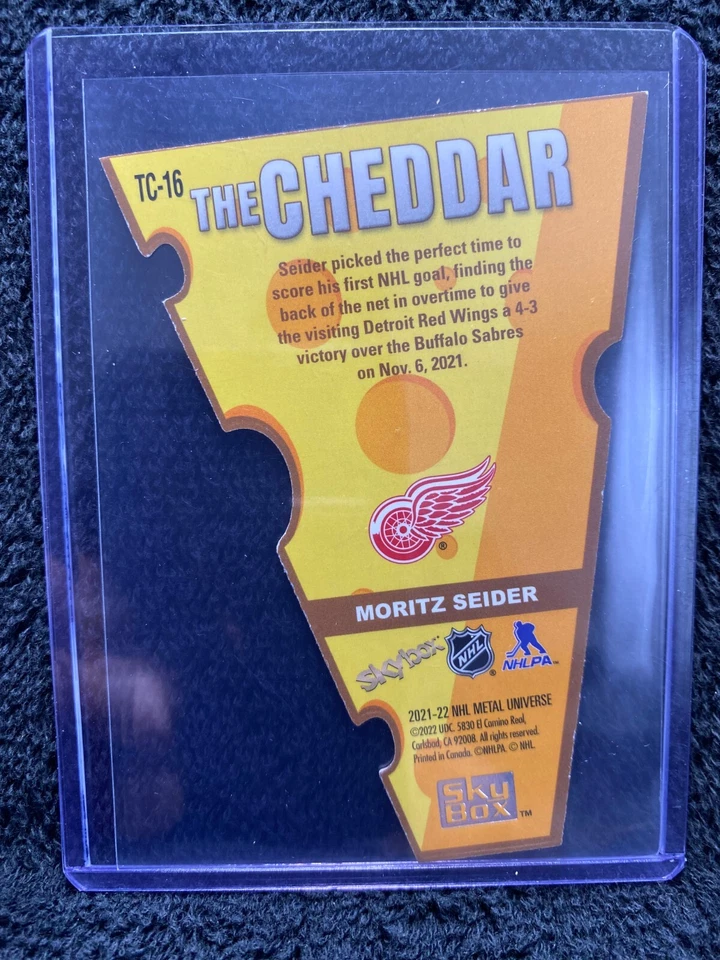 TC-16
THE CHEDDAR
Seider picked the perfect time to
score his first NHL goal, finding the
back of the net in overtime to give
the visiting Detroit Red Wings a 4-3
victory over the Buffalo Sabres
on Nov. 6, 2021.
®
MORITZ SEIDER
Skybox
NHL
®
NHLPA™
2021-22 NHL METAL UNIVERSE
©2022 UDC. 5830 El Camino Real,
Carlsbad, CA 92008. All rights reserved.
Printed in Canada. ©NHLPA. © NHL.
Sky
Box™